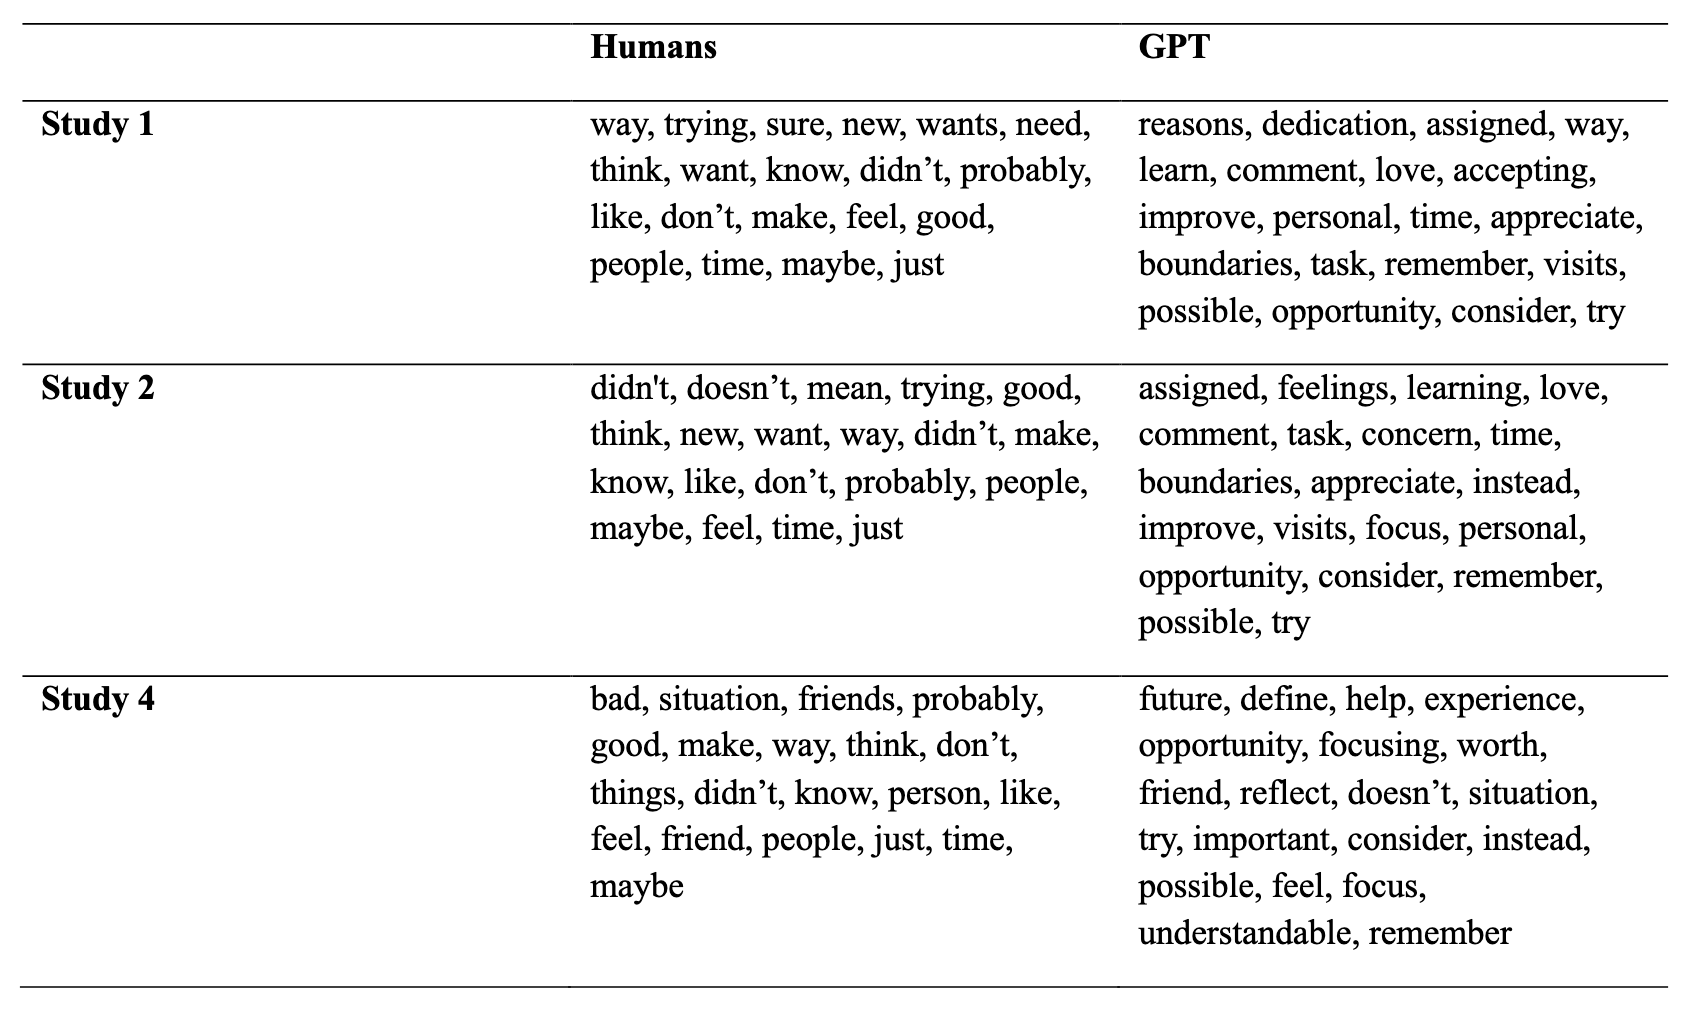 Humans
GPT
Study 1
way, trying, sure, new, wants, need,
think, want, know, didn’t, probably,
like, don’t, make, feel, good,
people, time, maybe, just
reasons, dedication, assigned, way,
learn, comment, love, accepting,
improve, personal, time, appreciate,
boundaries, task, remember, visits,
possible, opportunity, consider, try
Study 2
didn't, doesn’t, mean, trying, good,
think, new, want, way, didn’t, make,
know, like, don’t, probably, people,
maybe, feel, time, just
assigned, feelings, learning, love,
comment, task, concern, time,
boundaries, appreciate, instead,
improve, visits, focus, personal,
opportunity, consider, remember,
possible, try
Study 4
bad, situation, friends, probably,
good, make, way, think, don’t,
things, didn’t, know, person, like,
feel, friend, people, just, time,
maybe
future, define, help, experience,
opportunity, focusing, worth,
friend, reflect, doesn’t, situation,
try, important, consider, instead,
possible, feel, focus,
understandable, remember